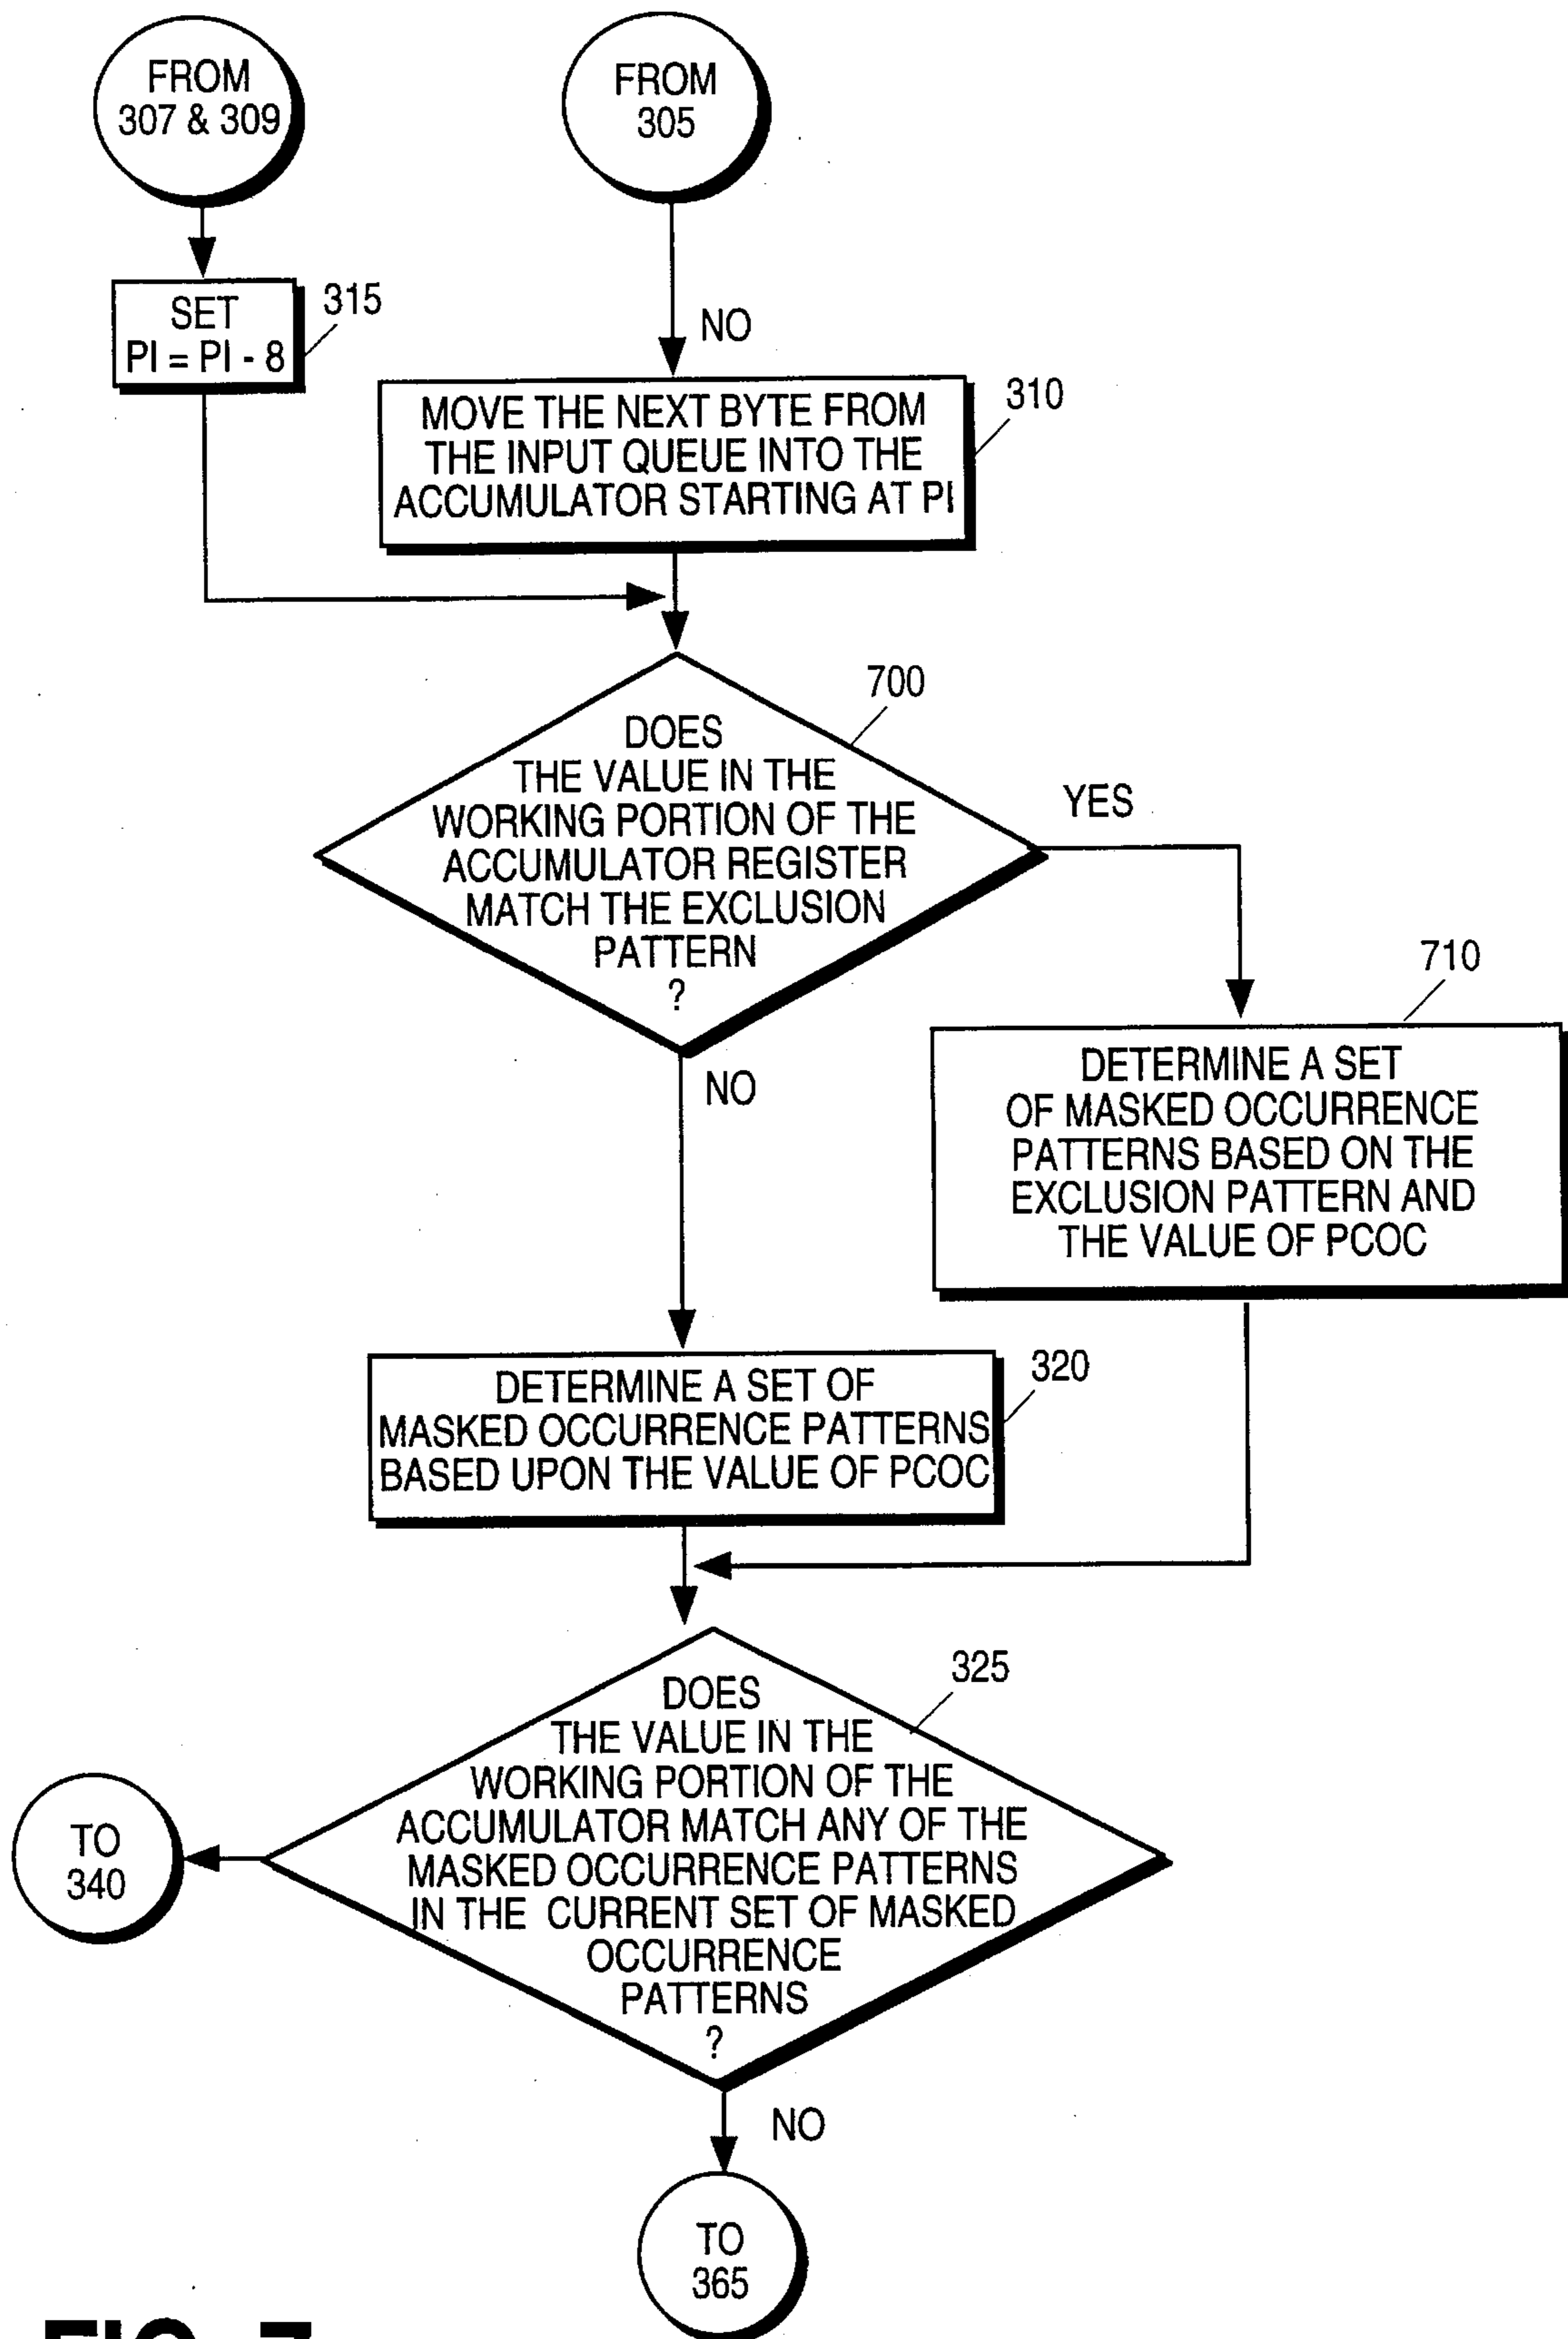 FROM
307 & 309
FROM
305
SET
PI = PI - 8
315
NO
MOVE THE NEXT BYTE FROM
THE INPUT QUEUE INTO THE
ACCUMULATOR STARTING AT PI
310
700
DOES
THE VALUE IN THE
WORKING PORTION OF THE
ACCUMULATOR REGISTER
MATCH THE EXCLUSION
PATTERN
?
YES
NO
710
DETERMINE A SET
OF MASKED OCCURRENCE
PATTERNS BASED ON THE
EXCLUSION PATTERN AND
THE VALUE OF PCOC
DETERMINE A SET OF
MASKED OCCURRENCE PATTERNS
BASED UPON THE VALUE OF PCOC
320
325
DOES
THE VALUE IN THE
WORKING PORTION OF THE
ACCUMULATOR MATCH ANY OF THE
MASKED OCCURRENCE PATTERNS
IN THE CURRENT SET OF MASKED
OCCURRENCE
PATTERNS
?
TO
340
NO
TO
365